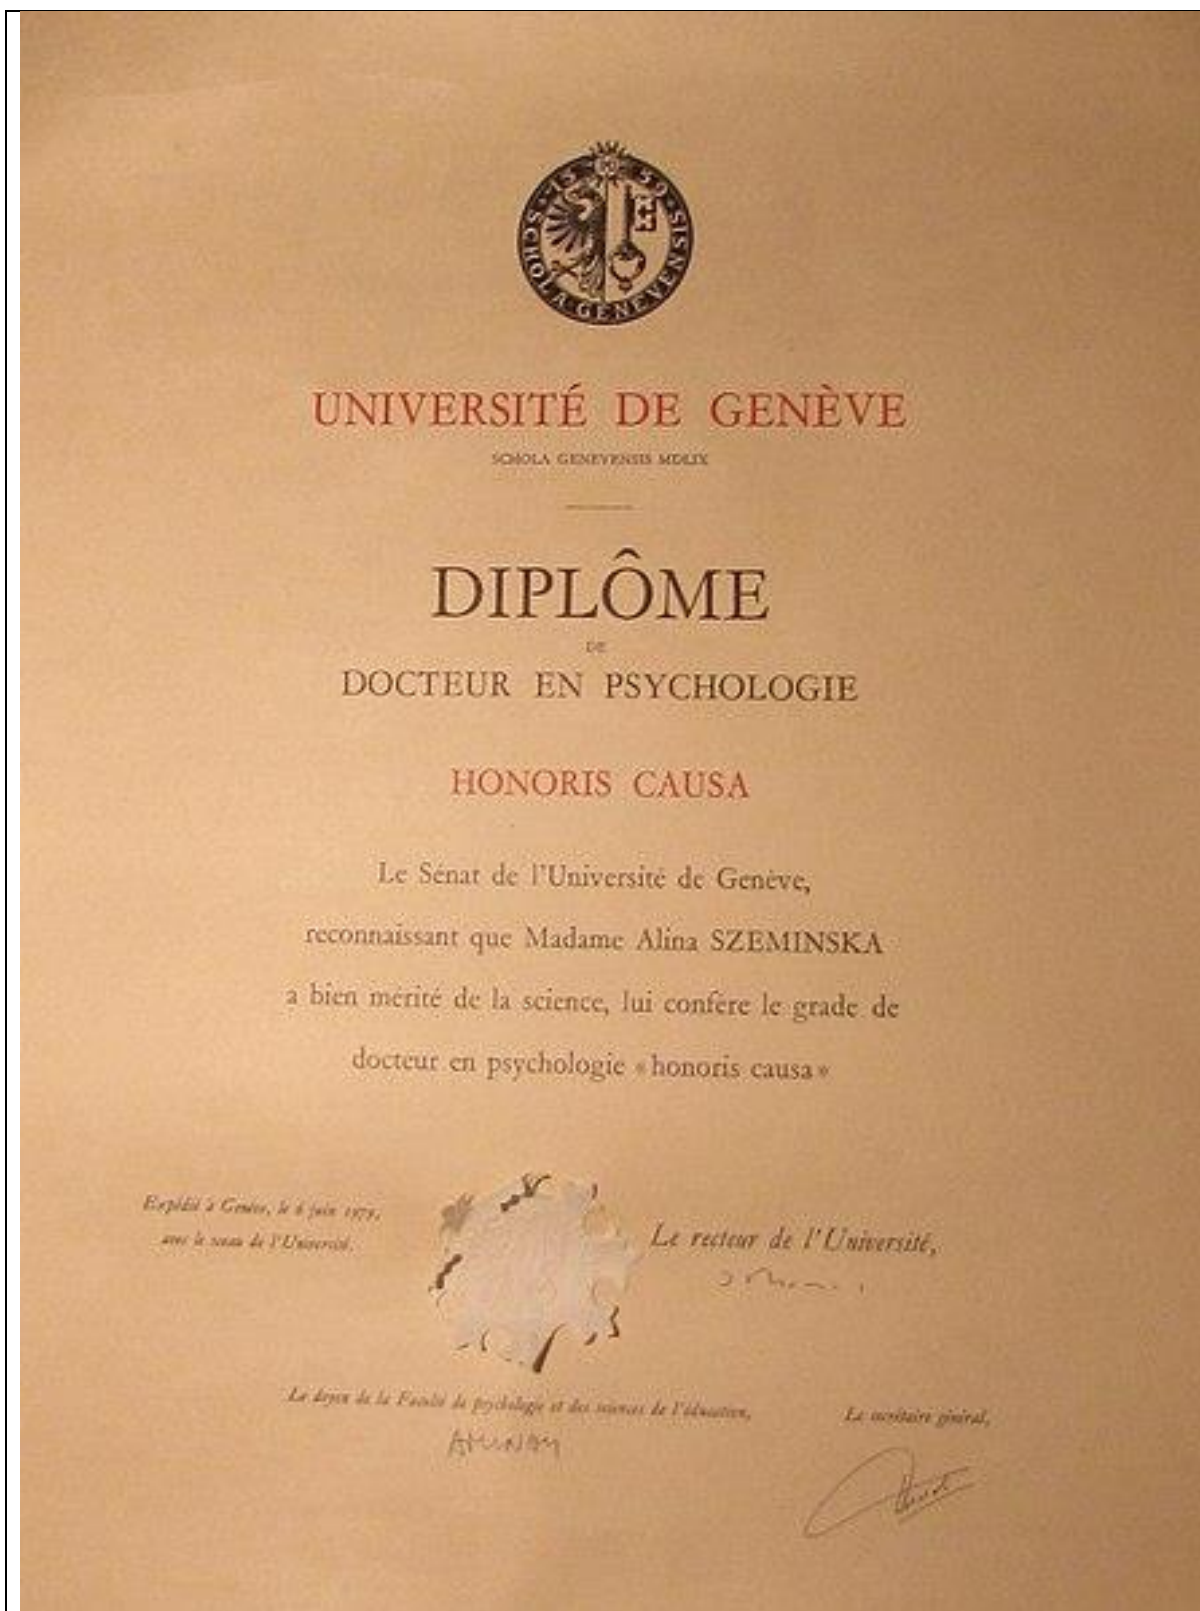 1559
SCHOLA GENEVENSIS
UNIVERSITÉ DE GENÈVE
SCHOLA GENEVENSIS MDLIX
DIPLÔME
DE
DOCTEUR EN PSYCHOLOGIE
HONORIS CAUSA
Le Sénat de l'Université de Genève,
reconnaissant que Madame Alina SZEMINSKA
a bien mérité de la science, lui confère le grade de
docteur en psychologie «honoris causa»
Expédié à Genève, le 6 juin 1979,
avec le sceau de l'Université.
Le recteur de l'Université,
Le doyen de la Faculté de psychologie et des sciences de l'éducation,
Le secrétaire général,